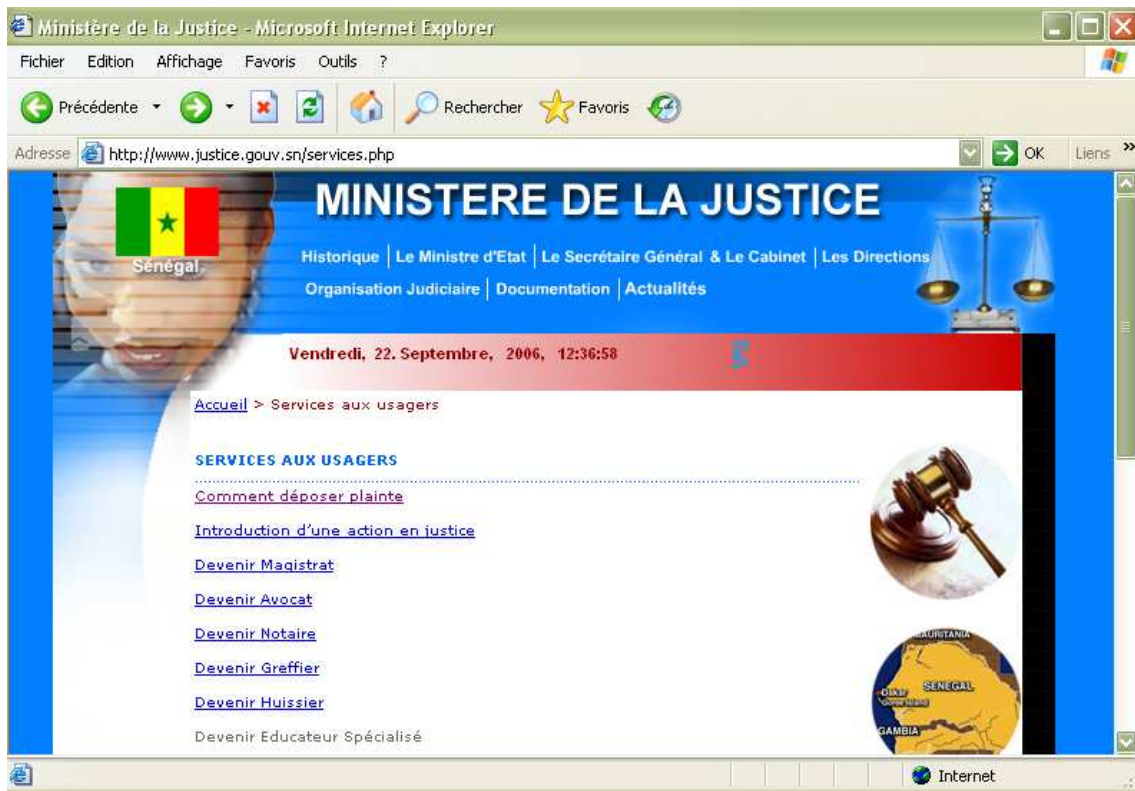 Ministère de la Justice - Microsoft Internet Explorer
Fichier Edition Affichage Favoris Outils ?
Précédente Rechercher Favoris
Adresse http://www.justice.gouv.sn/services.php OK Liens »
MINISTERE DE LA JUSTICE
Sénégal
Historique | Le Ministre d'Etat | Le Secrétaire Général & Le Cabinet | Les Directions
Organisation Judiciaire | Documentation | Actualités
Vendredi, 22. Septembre, 2006, 12:36:58
Accueil > Services aux usagers
SERVICES AUX USAGERS
Comment déposer plainte
Introduction d'une action en justice
Devenir Magistrat
Devenir Avocat
Devenir Notaire
Devenir Greffier
Devenir Huissier
Devenir Educateur Spécialisé
MAURITANIA
SENEGAL
Dakar
Goree Island
GAMBIA
Internet